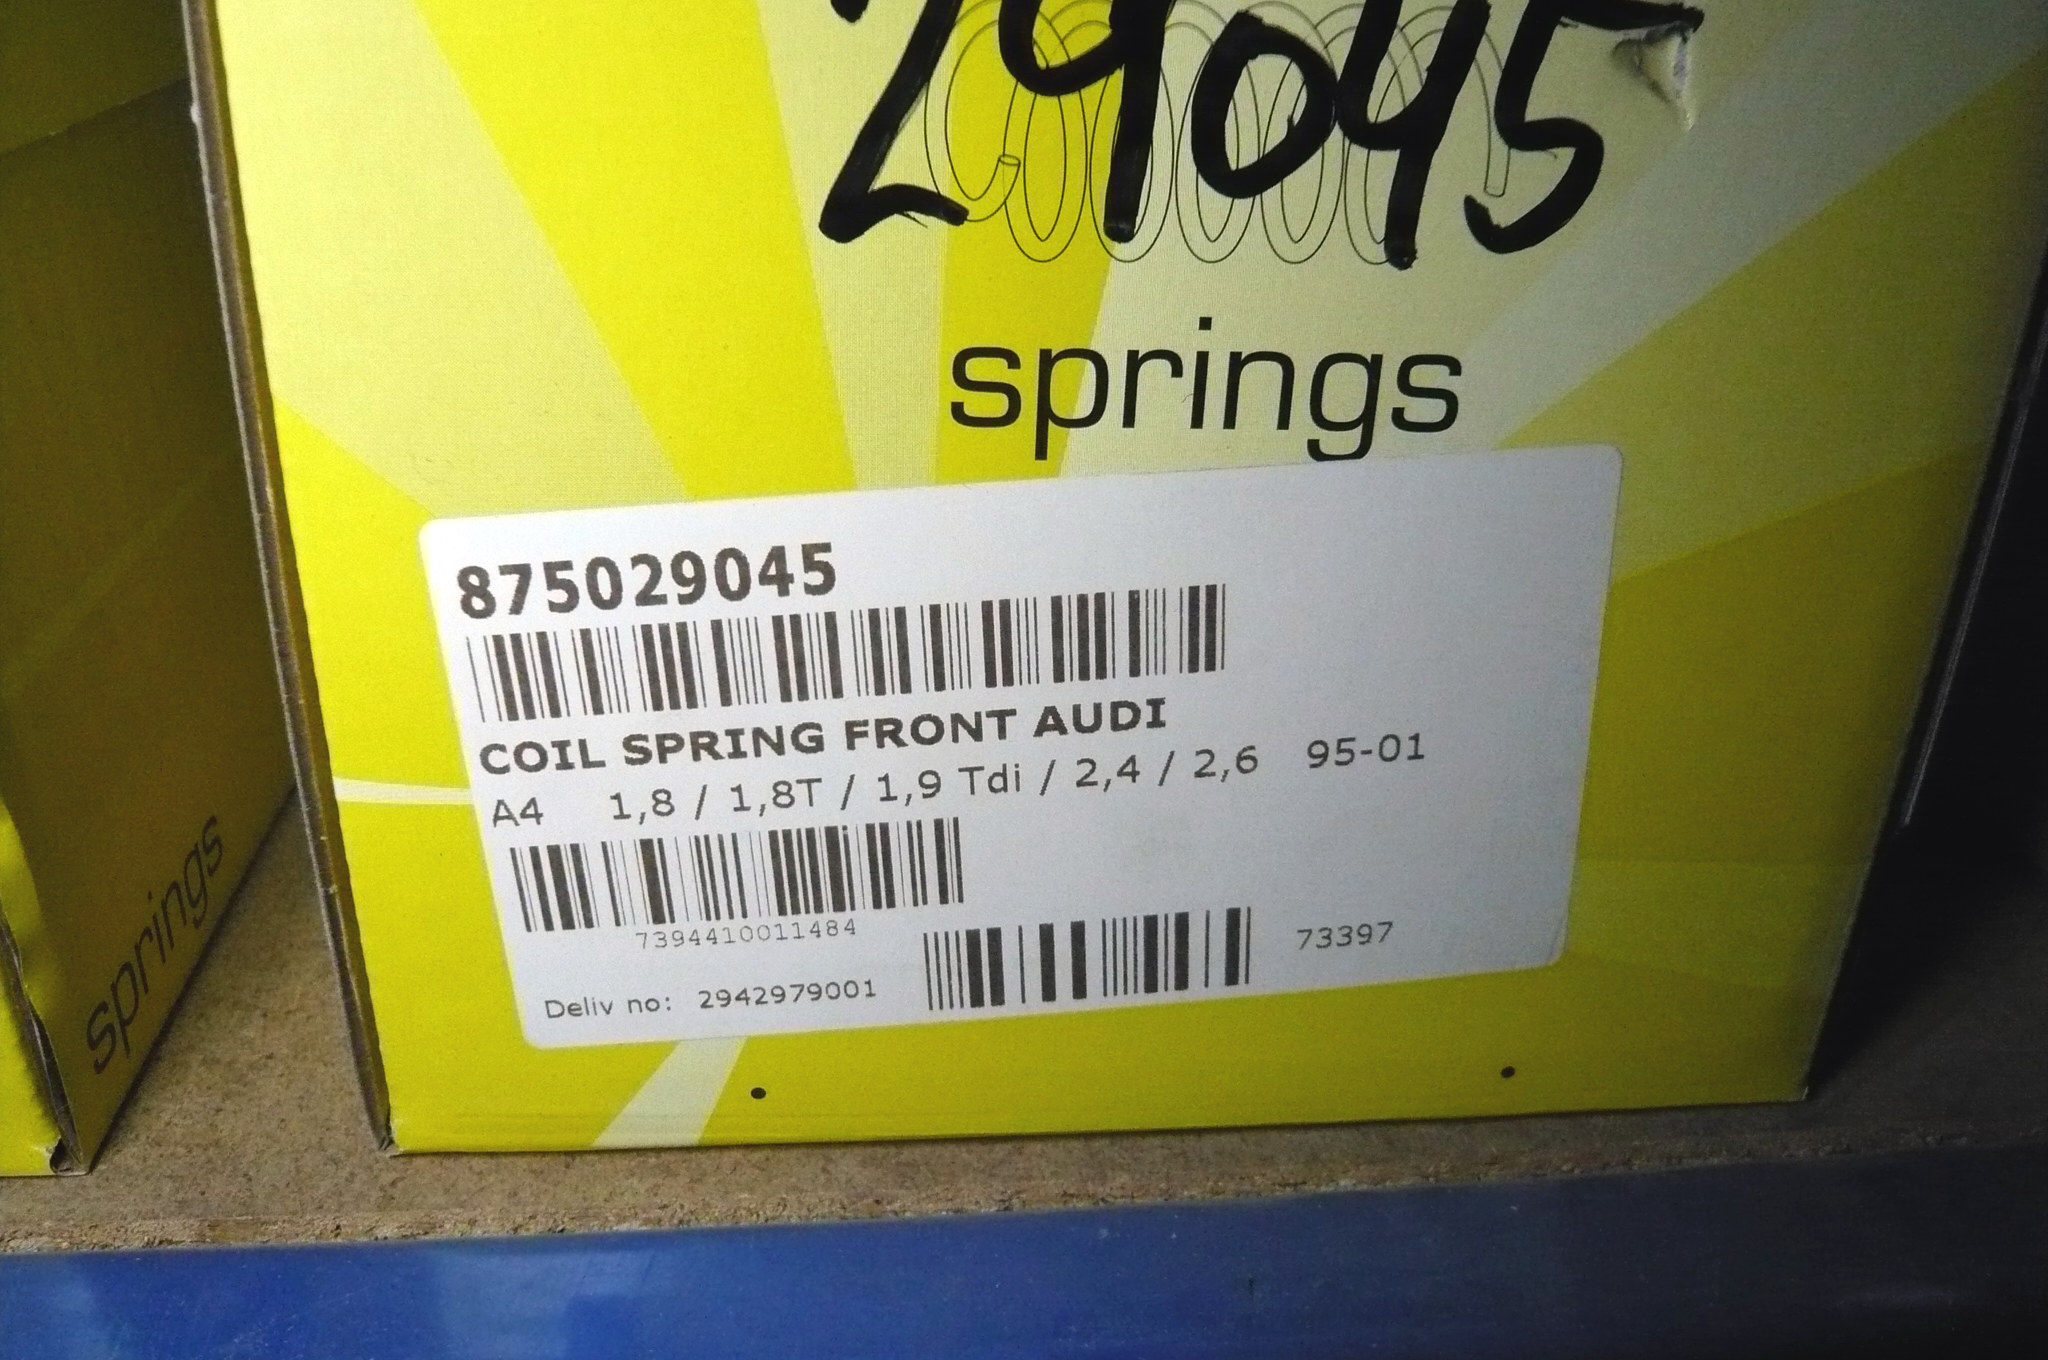 29045
springs
875029045
COIL SPRING FRONT AUDI
A4 1,8 / 1,8T / 1,9 Tdi / 2,4 / 2,6 95-01
7394410011484
Deliv no: 2942979001
73397
springs